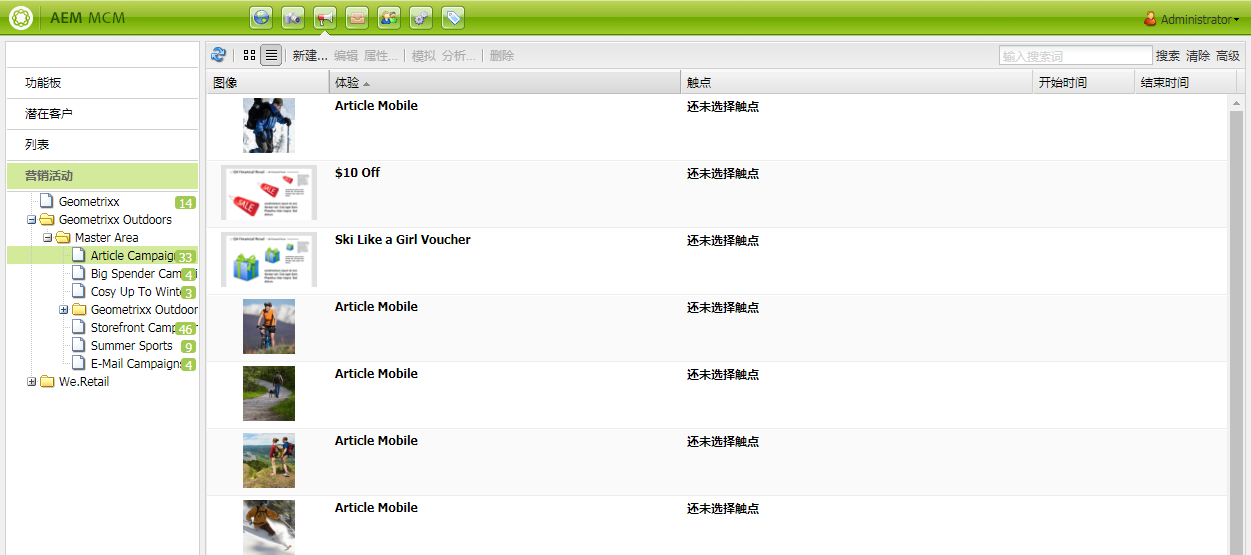 AEM MCM
Administrator
功能板
潜在客户
列表
营销活动
Geometrixx 14
Geometrixx Outdoors
Master Area
Article Campaig 33
Big Spender Cam 4
Cosy Up To Wint 3
Geometrixx Outdoor
Storefront Camp 46
Summer Sports 9
E-Mail Campaigns 4
We.Retail
新建... 编辑 属性... 模拟 分析... 删除
输入搜索词 搜索 清除 高级
图像 体验 触点 开始时间 结束时间
Article Mobile 还未选择触点
$10 Off 还未选择触点
SALE
Ski Like a Girl Voucher 还未选择触点
Article Mobile 还未选择触点
Article Mobile 还未选择触点
Article Mobile 还未选择触点
Article Mobile 还未选择触点